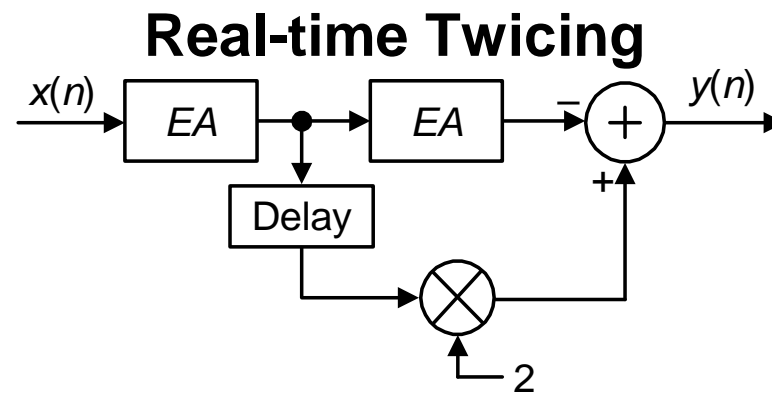 Real-time Twicing
x(n)
EA
EA
−
y(n)
+
+
Delay
2